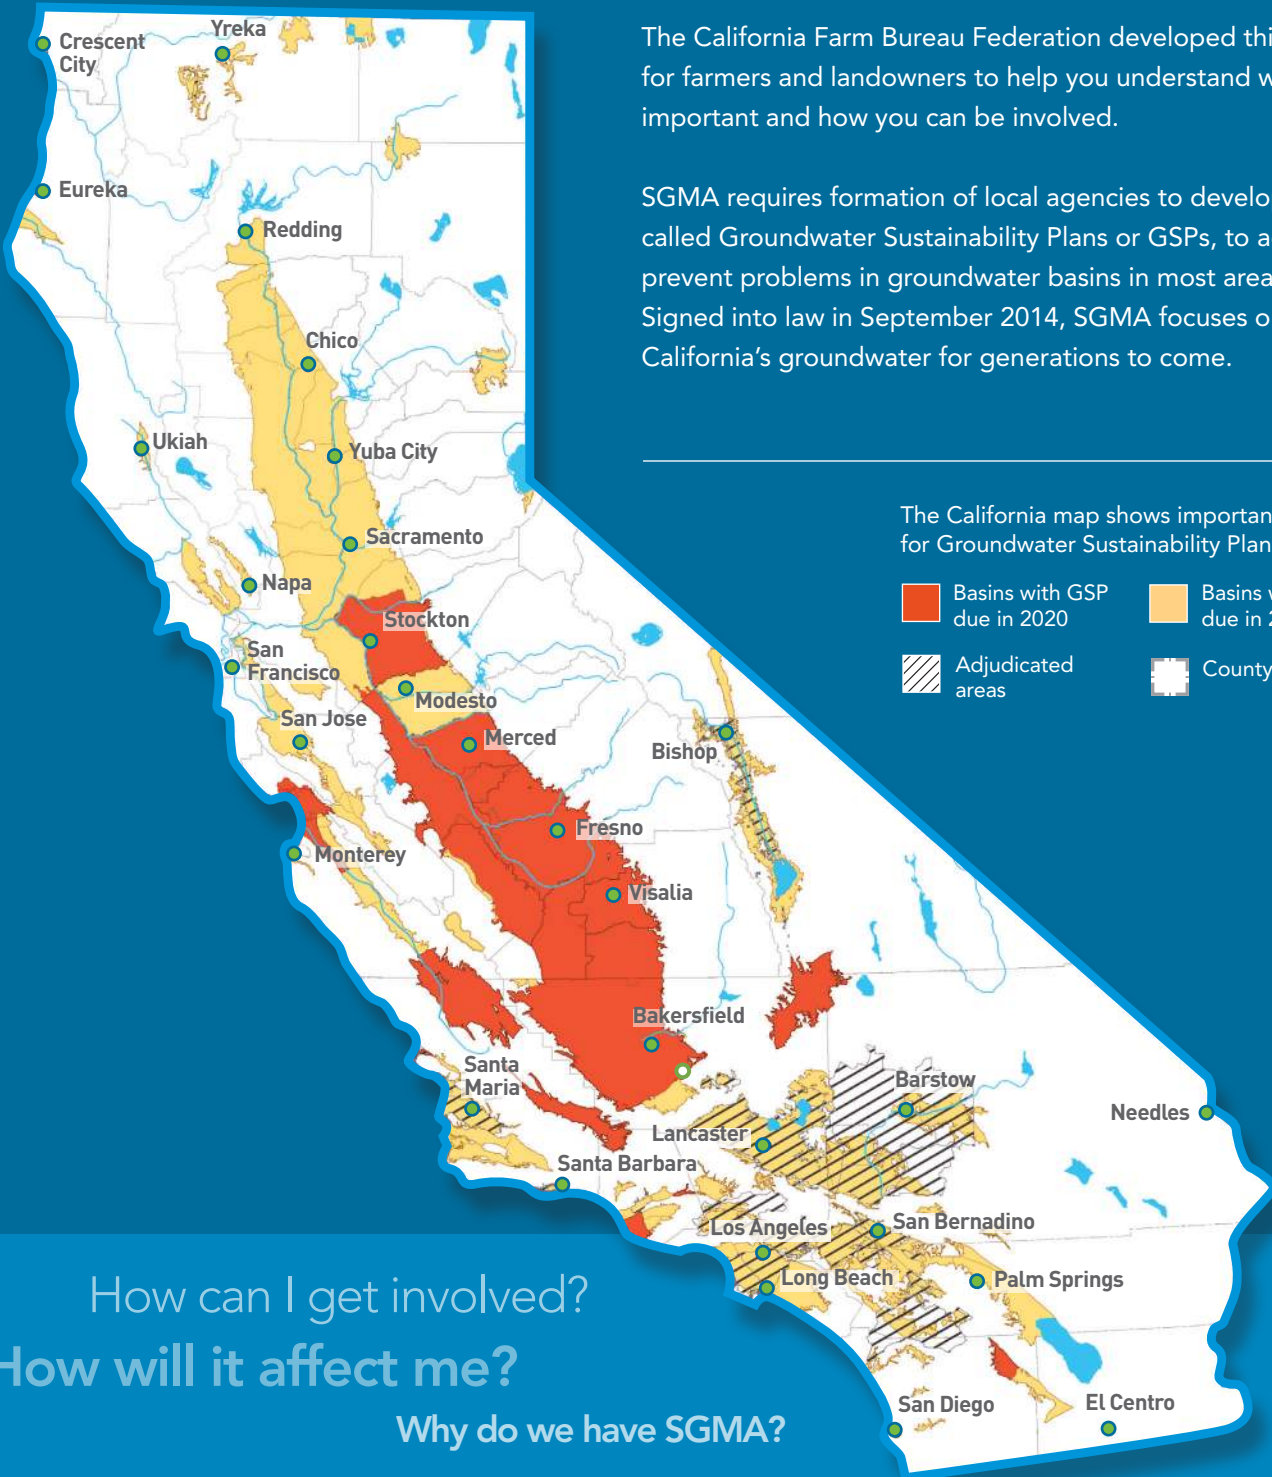 The California Farm Bureau Federation developed thi
for farmers and landowners to help you understand w
important and how you can be involved.
SGMA requires formation of local agencies to develo
called Groundwater Sustainability Plans or GSPs, to a
prevent problems in groundwater basins in most area
Signed into law in September 2014, SGMA focuses o
California's groundwater for generations to come.
The California map shows importan
for Groundwater Sustainability Plan
Basins with GSP
due in 2020
Basins w
due in 2
Adjudicated
areas
County
Crescent
City
Yreka
Eureka
Redding
Chico
Ukiah
Yuba City
Sacramento
Napa
Stockton
San
Francisco
Modesto
San Jose
Merced
Bishop
Fresno
Monterey
Visalia
Bakersfield
Santa
Maria
Barstow
Needles
Lancaster
Santa Barbara
Los Angeles
San Bernadino
Long Beach
Palm Springs
San Diego
El Centro
How can I get involved?
How will it affect me?
Why do we have SGMA?